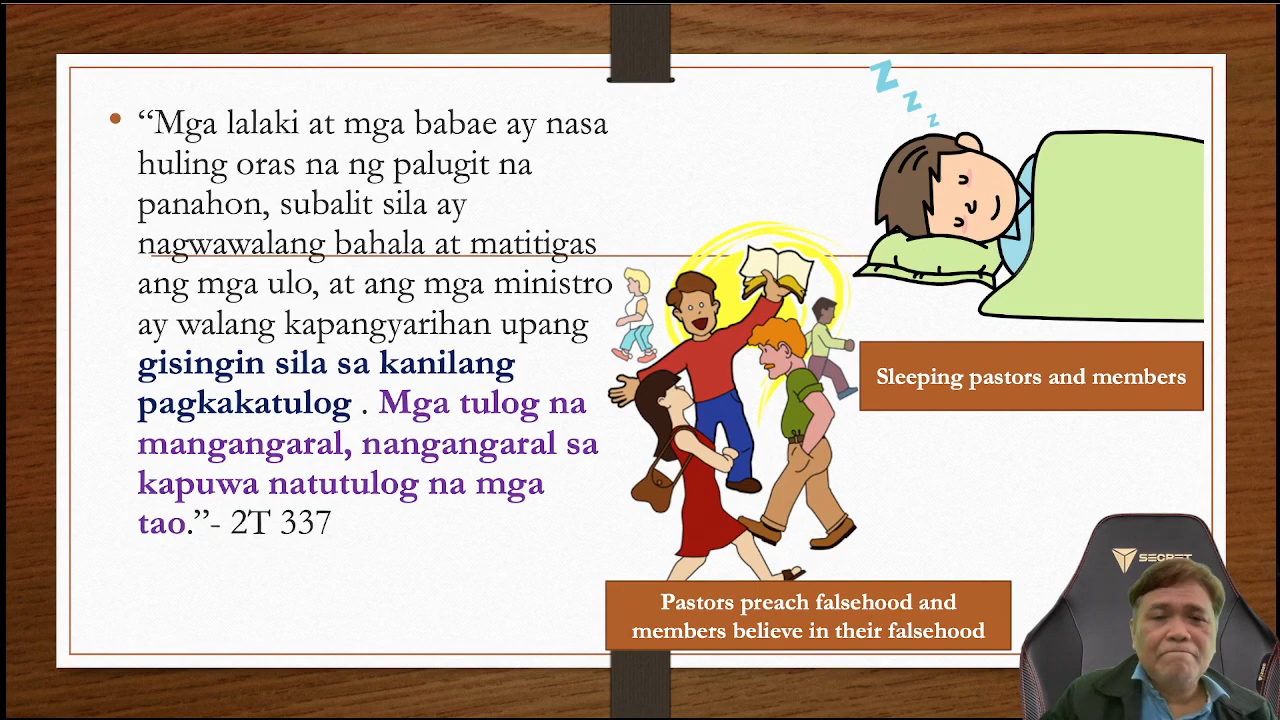 “Mga lalaki at mga babae ay nasa
huling oras na ng palugit na
panahon, subalit sila ay
nagwawalang bahala at matitigas
ang mga ulo, at ang mga ministro
ay walang kapangyarihan upang
gisingin sila sa kanilang
pagkakatulog . Mga tulog na
mangangaral, nangangaral sa
kapuwa natutulog na mga
tao.”- 2T 337
Z
z
z
Sleeping pastors and members
Pastors preach falsehood and
members believe in their falsehood
SECRET